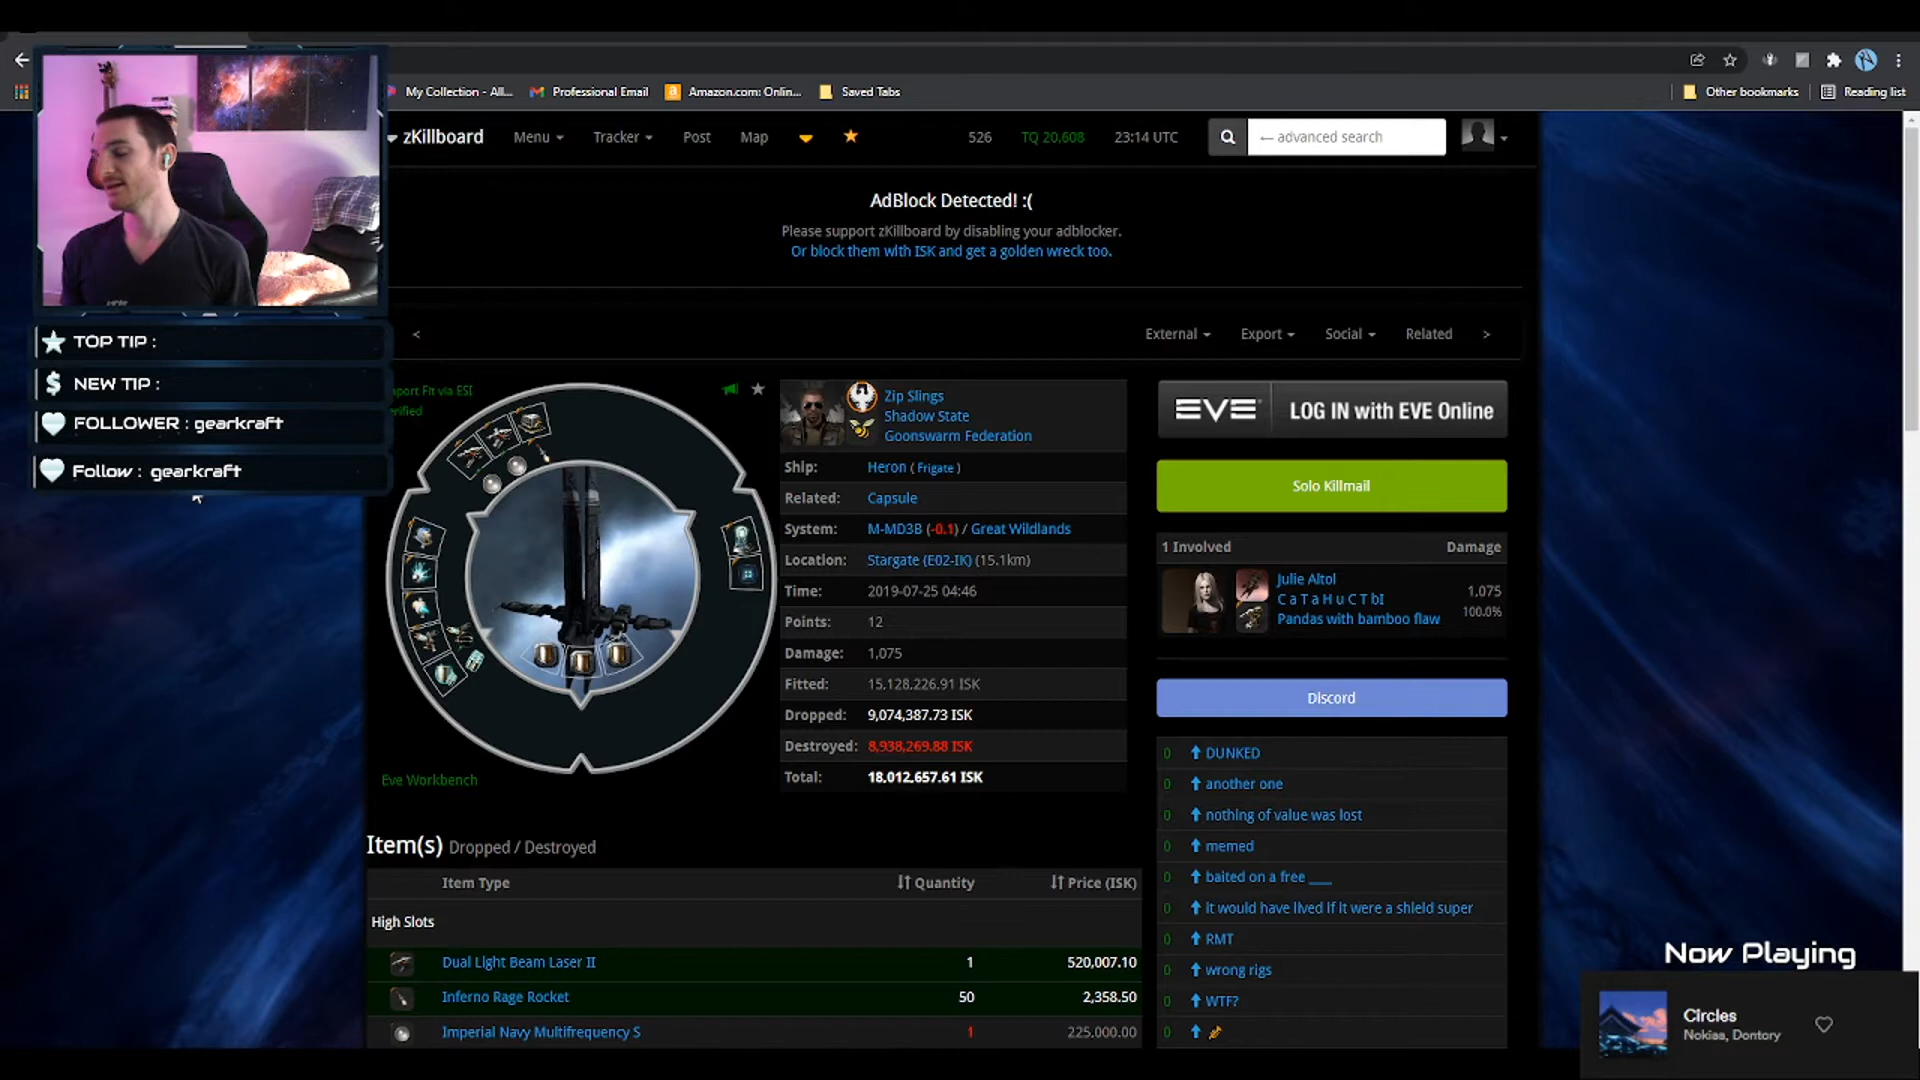 My Collection - All...
Professional Email
Amazon.com: Onlin...
Saved Tabs
Other bookmarks
Reading list
zKillboard
Menu
Tracker
Post
Map
526
TQ 20,608
23:14 UTC
← advanced search
AdBlock Detected! :(
Please support zKillboard by disabling your adblocker.
Or block them with ISK and get a golden wreck too.
TOP TIP :
NEW TIP :
FOLLOWER : gearkraft
Follow : gearkraft
<
External
Export
Social
Related
>
port Fit via ESI
Eve Workbench
Zip Slings
Shadow State
Goonswarm Federation
Ship: Heron ( Frigate )
Related: Capsule
System: M-MD3B (-0.1) / Great Wildlands
Location: Stargate (E02-IK) (15.1km)
Time: 2019-07-25 04:46
Points: 12
Damage: 1,075
Fitted: 15,128,226.91 ISK
Dropped: 9,074,387.73 ISK
Destroyed: 8,938,269.88 ISK
Total: 18,012,657.61 ISK
EVE LOG IN with EVE Online
Solo Killmail
1 Involved Damage
Julie Altol
C a T a H u C T bI
Pandas with bamboo flaw
1,075
100.0%
Discord
0 DUNKED
0 another one
0 nothing of value was lost
0 memed
0 baited on a free ___
0 it would have lived if it were a shield super
0 RMT
0 wrong rigs
0 WTF?
0
Item(s) Dropped / Destroyed
Item Type Quantity Price (ISK)
High Slots
Dual Light Beam Laser II 1 520,007.10
Inferno Rage Rocket 50 2,358.50
Imperial Navy Multifrequency S 1 225,000.00
Now Playing
Circles
Nokiaa, Dontory